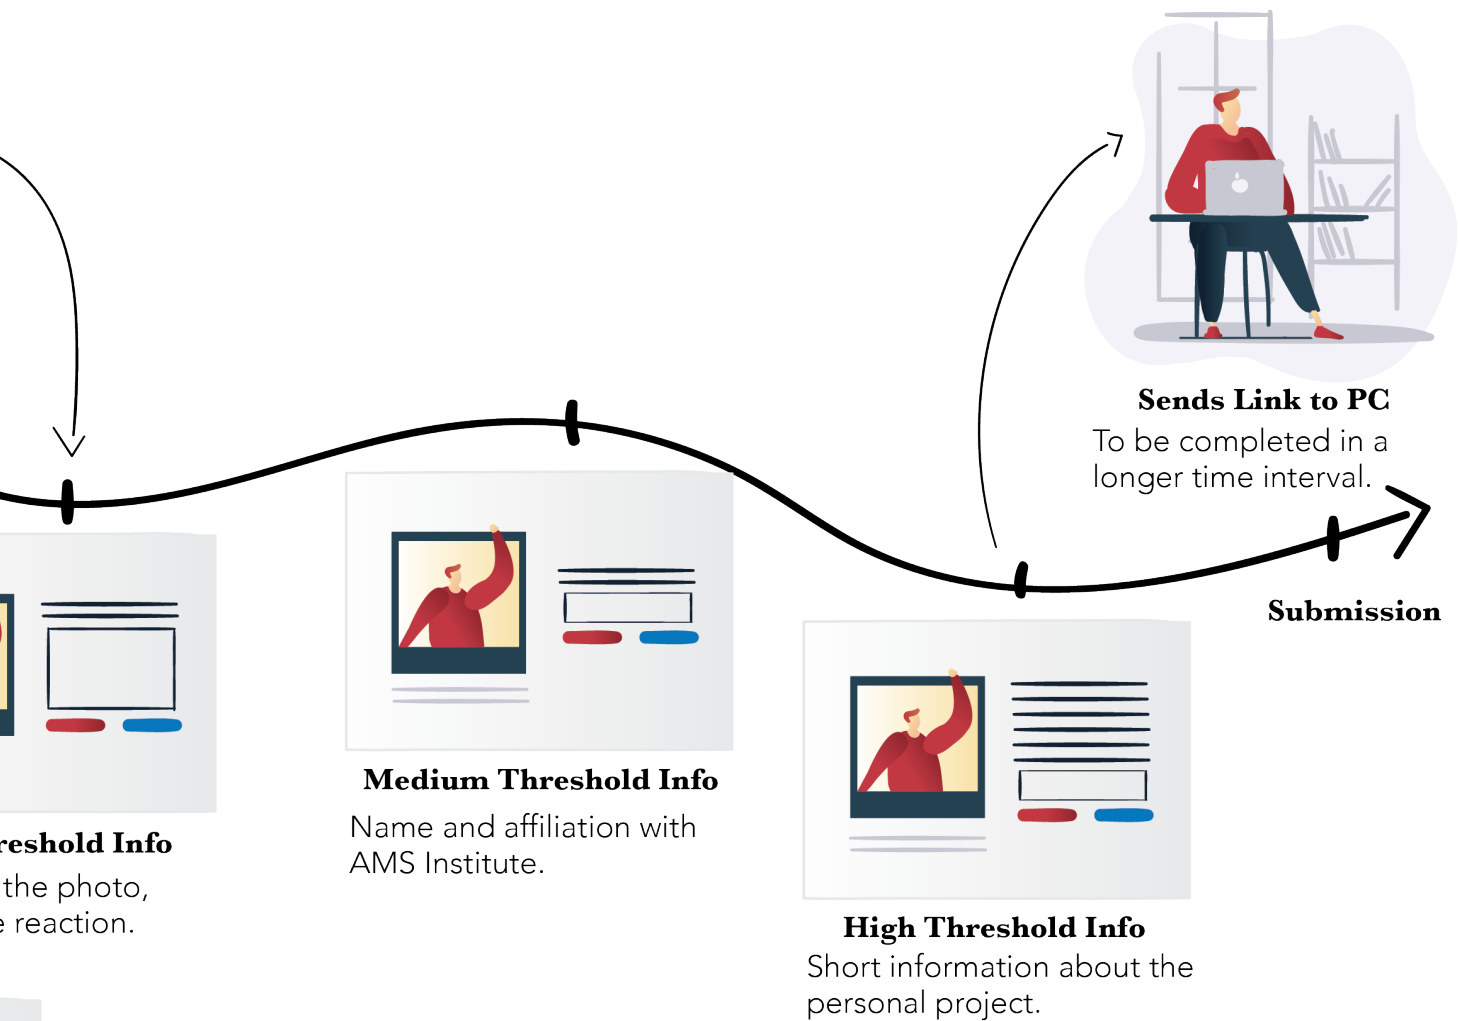 Sends Link to PC
To be completed in a
longer time interval.
Submission
Medium Threshold Info
Name and affiliation with
AMS Institute.
reshold Info
the photo,
e reaction.
High Threshold Info
Short information about the
personal project.